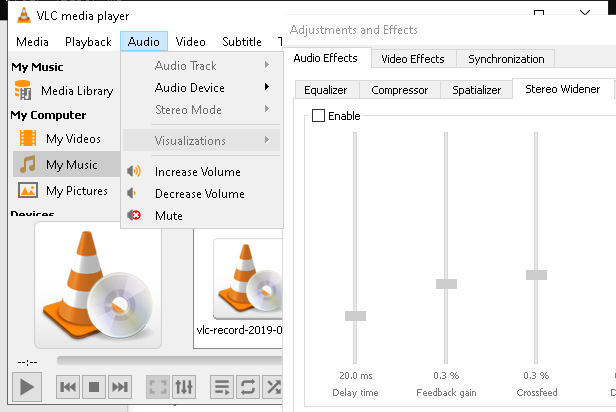 VLC media player
Media Playback Audio Video Subtitle
My Music
Media Library
My Computer
My Videos
My Music
My Pictures
Devices
Audio Track
Audio Device
Stereo Mode
Visualizations
Increase Volume
Decrease Volume
Mute
vlc-record-2019-0
--:--
Adjustments and Effects
Audio Effects Video Effects Synchronization
Equalizer Compressor Spatializer Stereo Widener
Enable
20.0 ms 0.3 % 0.3 %
Delay time Feedback gain Crossfeed